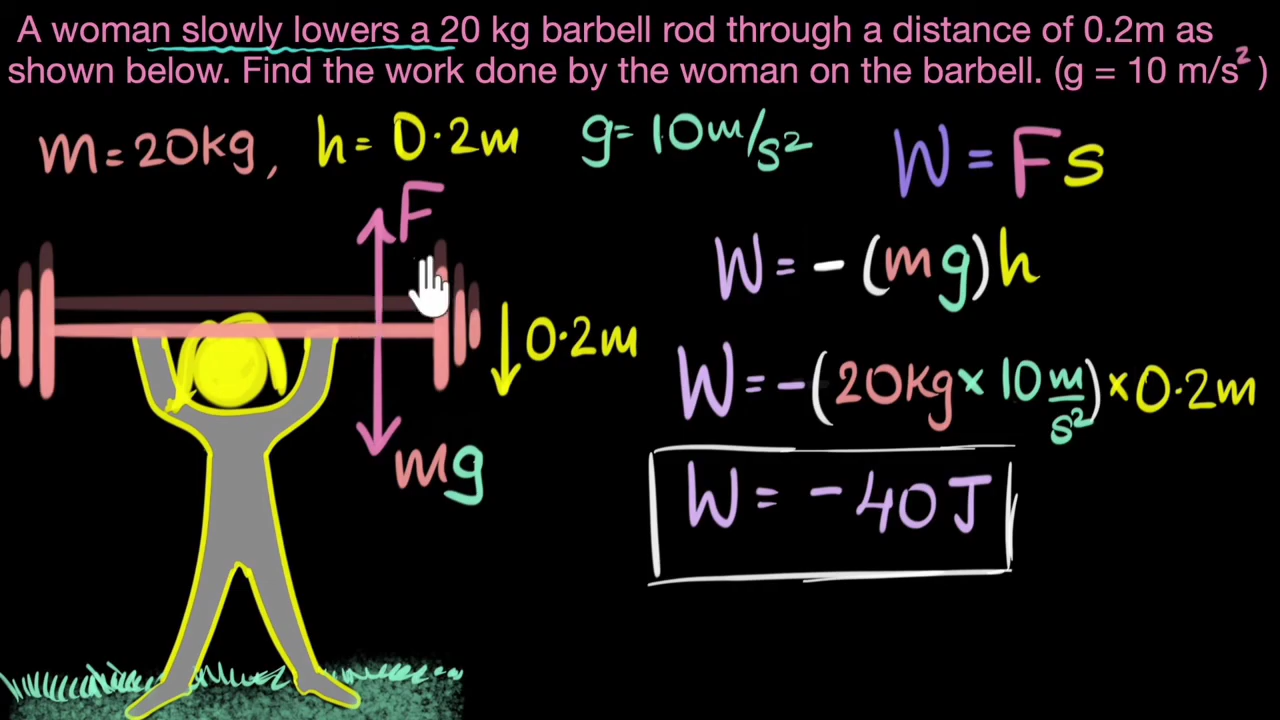 A woman slowly lowers a 20 kg barbell rod through a distance of 0.2m as
shown below. Find the work done by the woman on the barbell. (g = 10 m/s² )
m = 20kg, h = 0.2m g = 10m/s² W = Fs
F
W = - (mg)h
0.2m
W = - (20kg × 10 m/s²) × 0.2m
mg
W = - 40 J